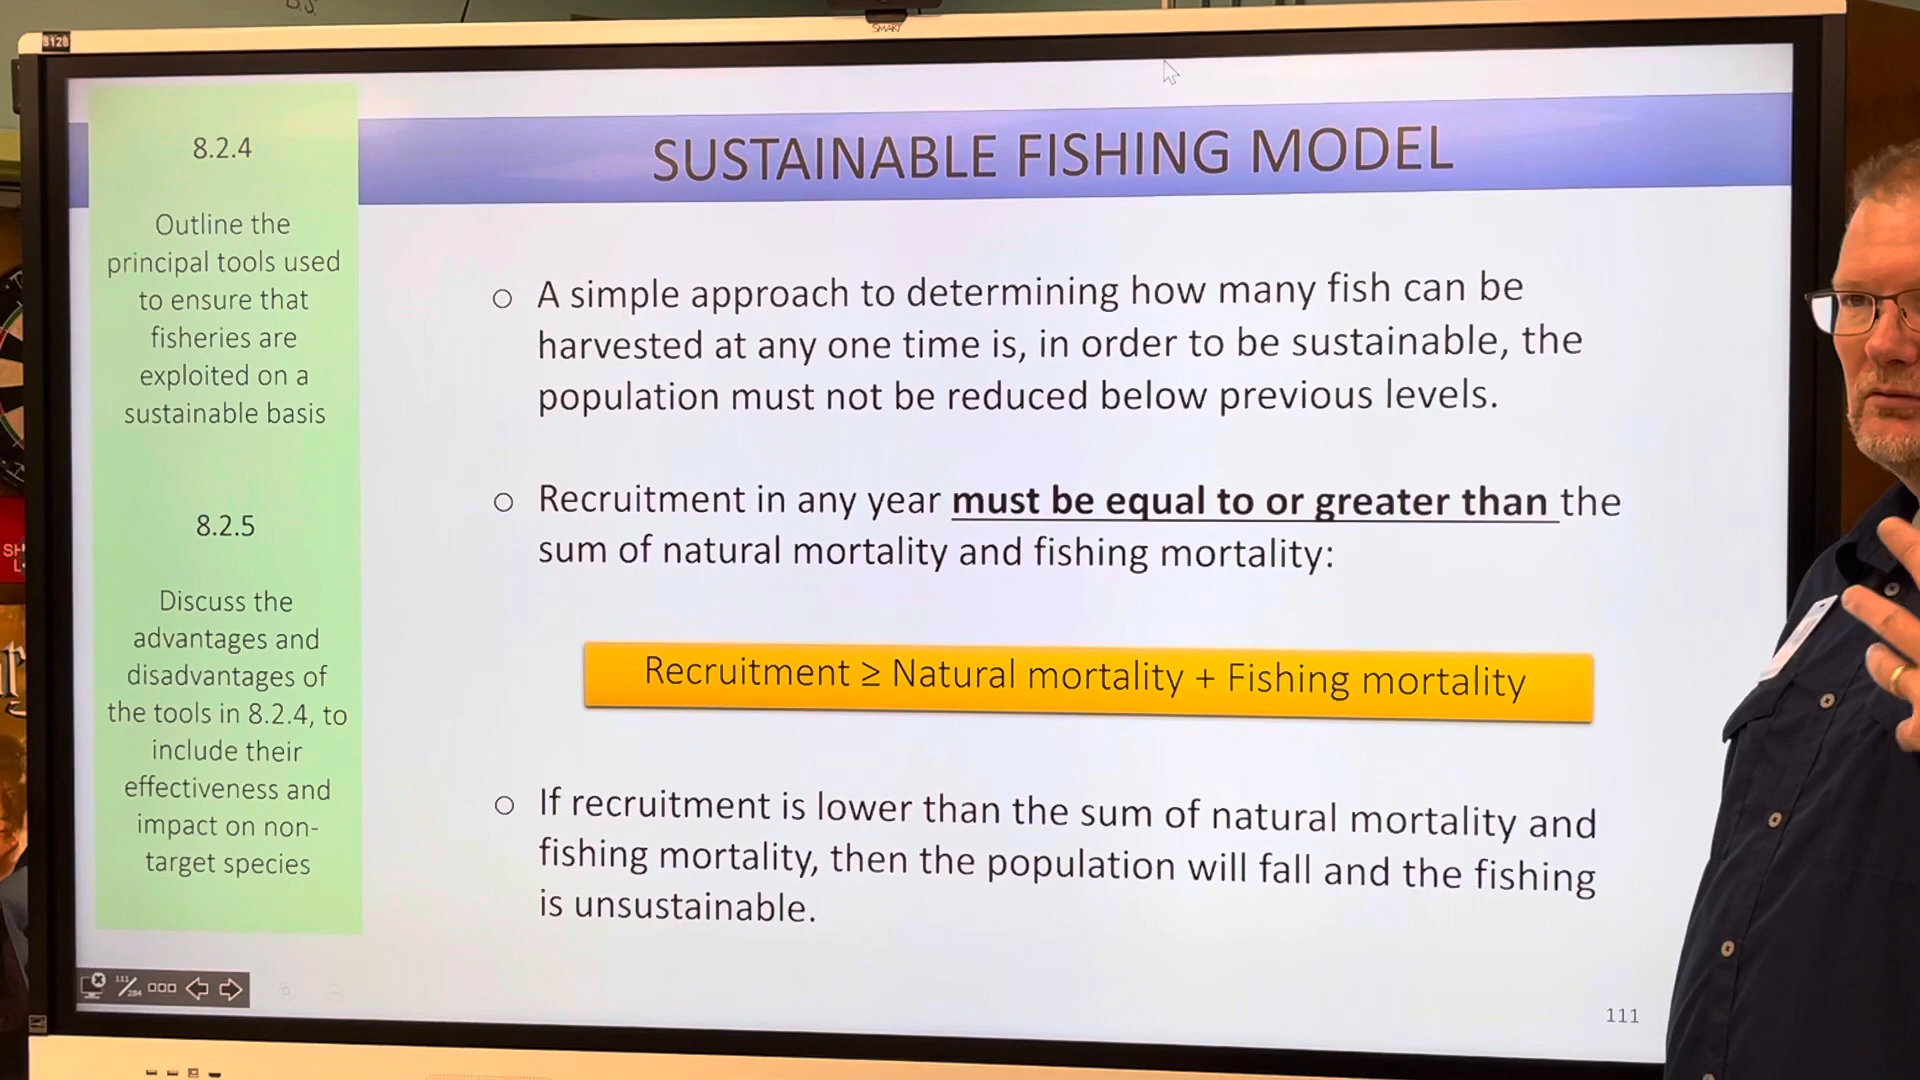 SMART
8128
8.2.4
Outline the
principal tools used
to ensure that
fisheries are
exploited on a
sustainable basis
8.2.5
Discuss the
advantages and
disadvantages of
the tools in 8.2.4, to
include their
effectiveness and
impact on non-
target species
SUSTAINABLE FISHING MODEL
A simple approach to determining how many fish can be
harvested at any one time is, in order to be sustainable, the
population must not be reduced below previous levels.
Recruitment in any year must be equal to or greater than the
sum of natural mortality and fishing mortality:
Recruitment ≥ Natural mortality + Fishing mortality
If recruitment is lower than the sum of natural mortality and
fishing mortality, then the population will fall and the fishing
is unsustainable.
111/284
111